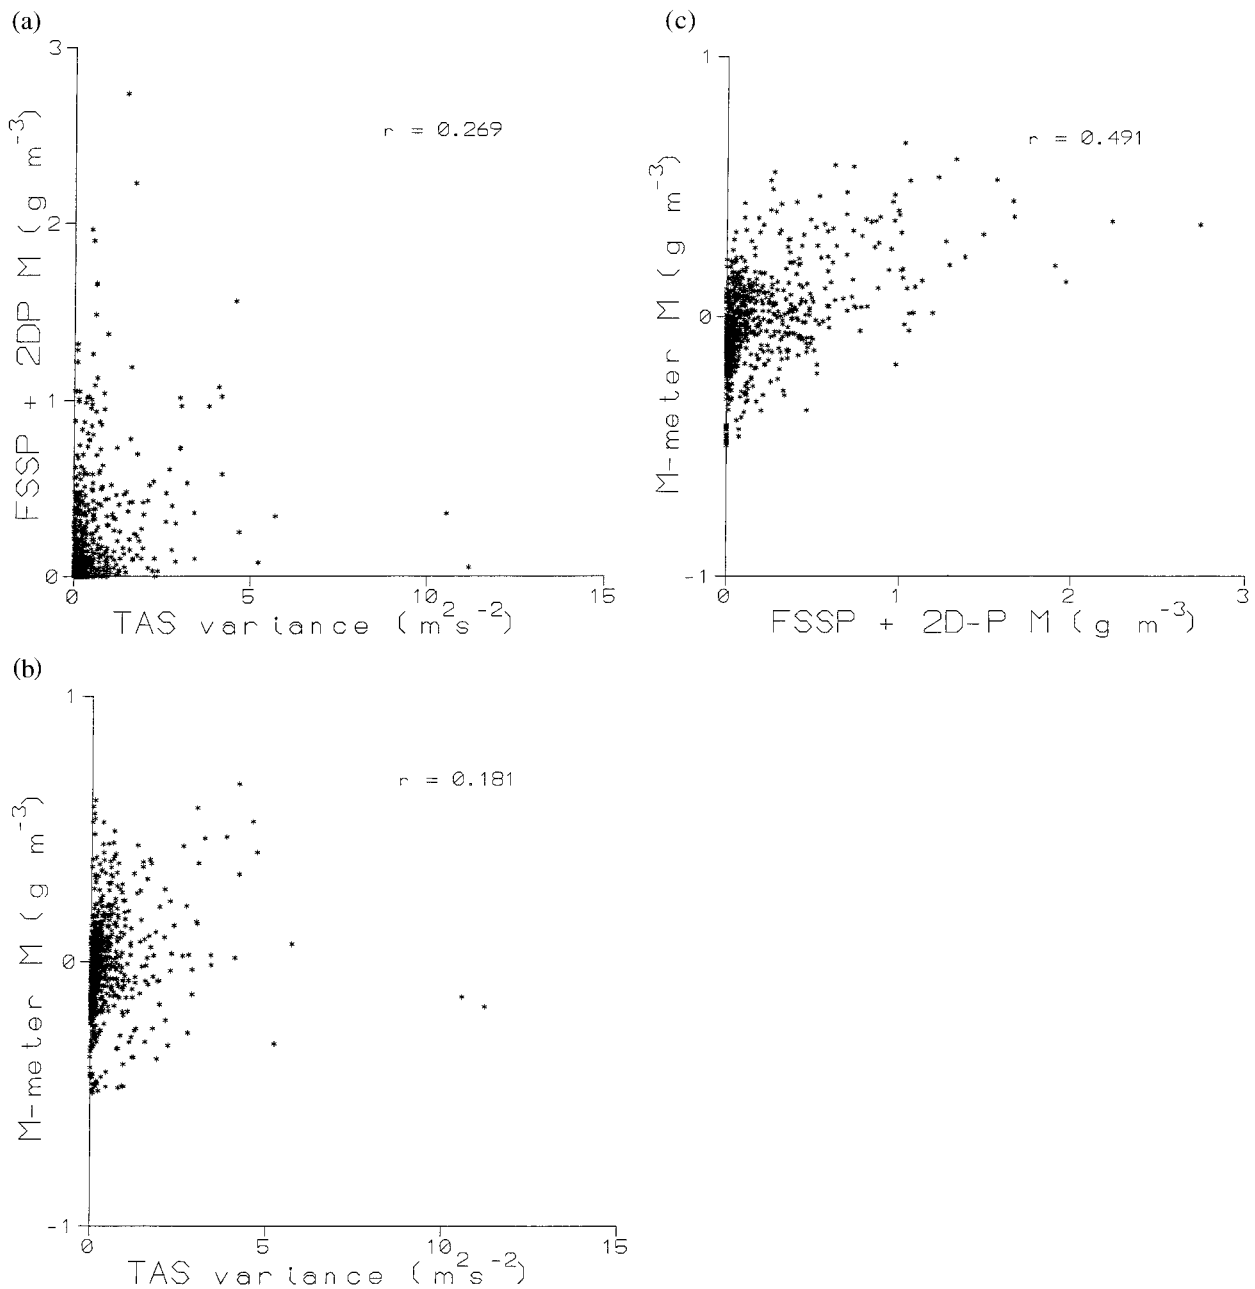 (a)
3
2
1
0
FSSP + 2DP M (g m⁻³)
r = 0.269
0 5 10 15
TAS variance (m²s⁻²)
(c)
1
0
-1
M-meter M (g m⁻³)
r = 0.491
0 1 2 3
FSSP + 2D-P M (g m⁻³)
(b)
1
0
-1
M-meter M (g m⁻³)
r = 0.181
0 5 10 15
TAS variance (m²s⁻²)